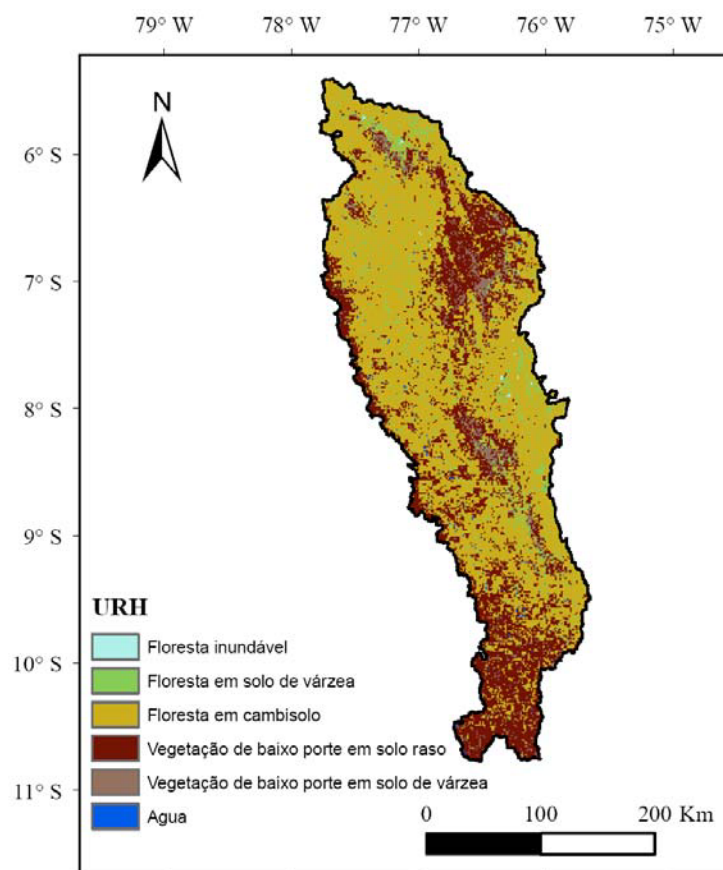 79° W 78° W 77° W 76° W 75° W
N
6° S
7° S
8° S
9° S
10° S
11° S
URH
Floresta inundável
Floresta em solo de várzea
Floresta em cambisolo
Vegetação de baixo porte em solo raso
Vegetação de baixo porte em solo de várzea
Agua
0 100 200 Km